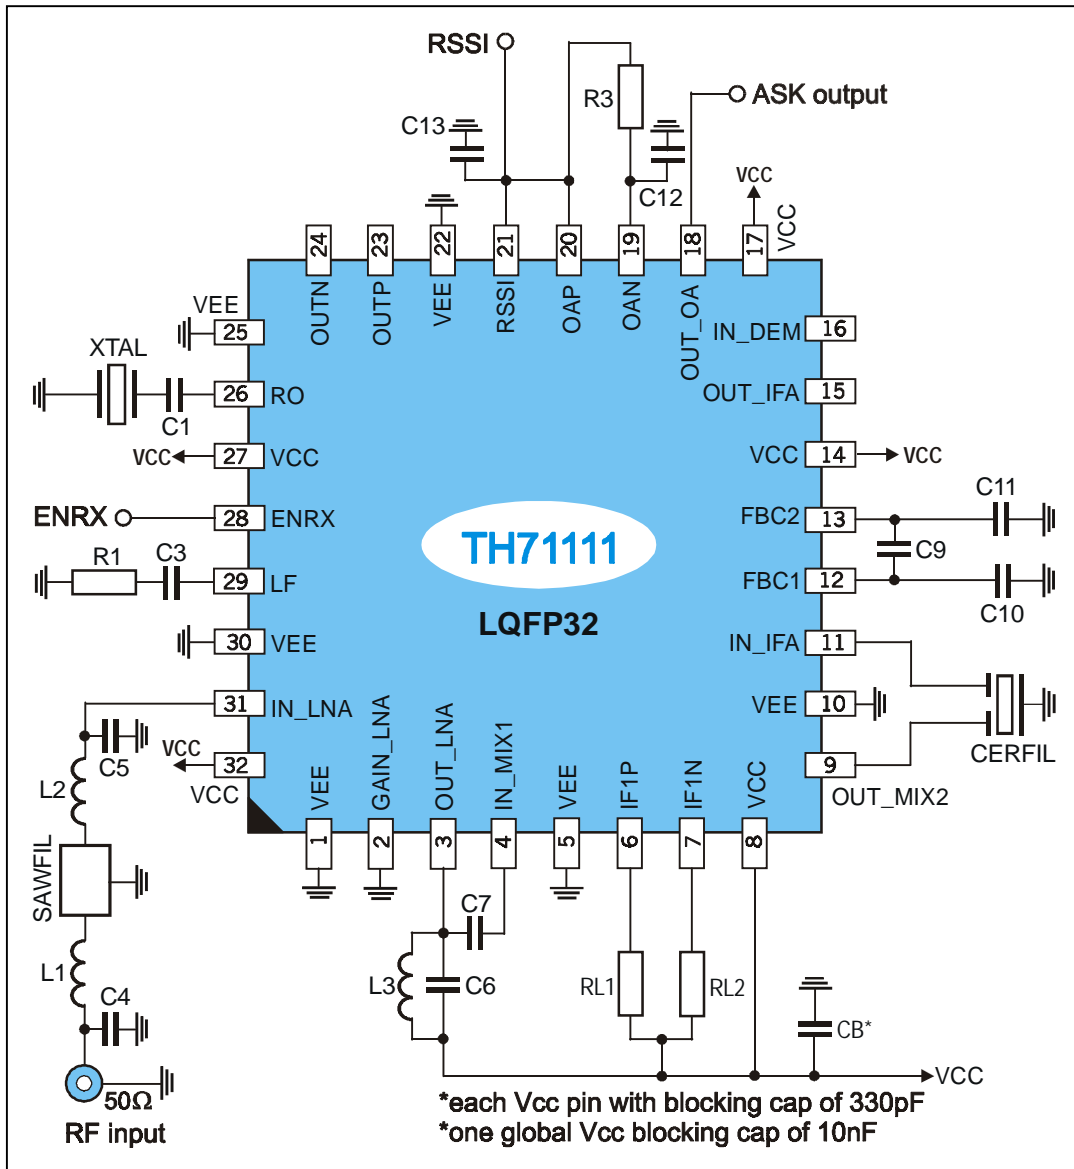 RSSI
R3
ASK output
C13
C12
VCC
VCC
24
23
22
21
20
19
18
17
OUTN
OUTP
VEE
RSSI
OAP
OAN
OUT_OA
VEE
25
IN_DEM
16
XTAL
C1
26
RO
OUT_IFA
15
VCC
27
VCC
VCC
14
VCC
ENRX
28
ENRX
FBC2
13
C11
C9
TH71111
R1
C3
29
LF
FBC1
12
C10
LQFP32
30
VEE
IN_IFA
11
31
IN_LNA
VEE
10
CERFIL
C5
VCC
32
VCC
9
OUT_MIX2
L2
VEE
GAIN_LNA
OUT_LNA
IN_MIX1
VEE
IF1P
IF1N
VCC
1
2
3
4
5
6
7
8
SAWFIL
C7
L1
L3
C6
RL1
RL2
C4
CB*
VCC
50Ω
RF input
*each Vcc pin with blocking cap of 330pF
*one global Vcc blocking cap of 10nF